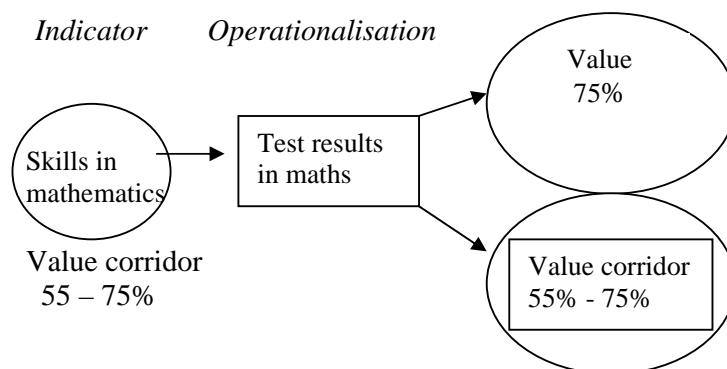 Indicator
Operationalisation
Value
75%
Skills in
mathematics
Test results
in maths
Value corridor
55 – 75%
Value corridor
55% - 75%